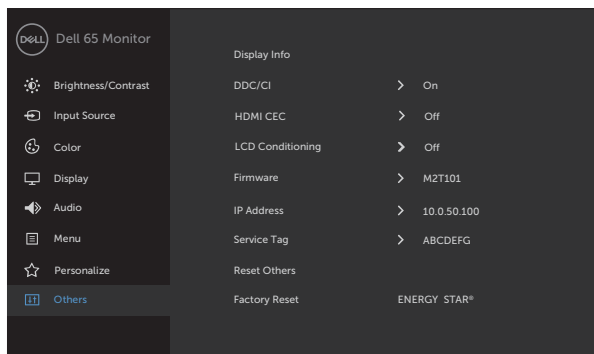 DELL Dell 65 Monitor
Display Info
Brightness/Contrast DDC/CI > On
Input Source HDMI CEC > Off
Color LCD Conditioning > Off
Display Firmware > M2T101
Audio IP Address > 10.0.50.100
Menu Service Tag > ABCDEFG
Personalize Reset Others
Others Factory Reset ENERGY STAR®